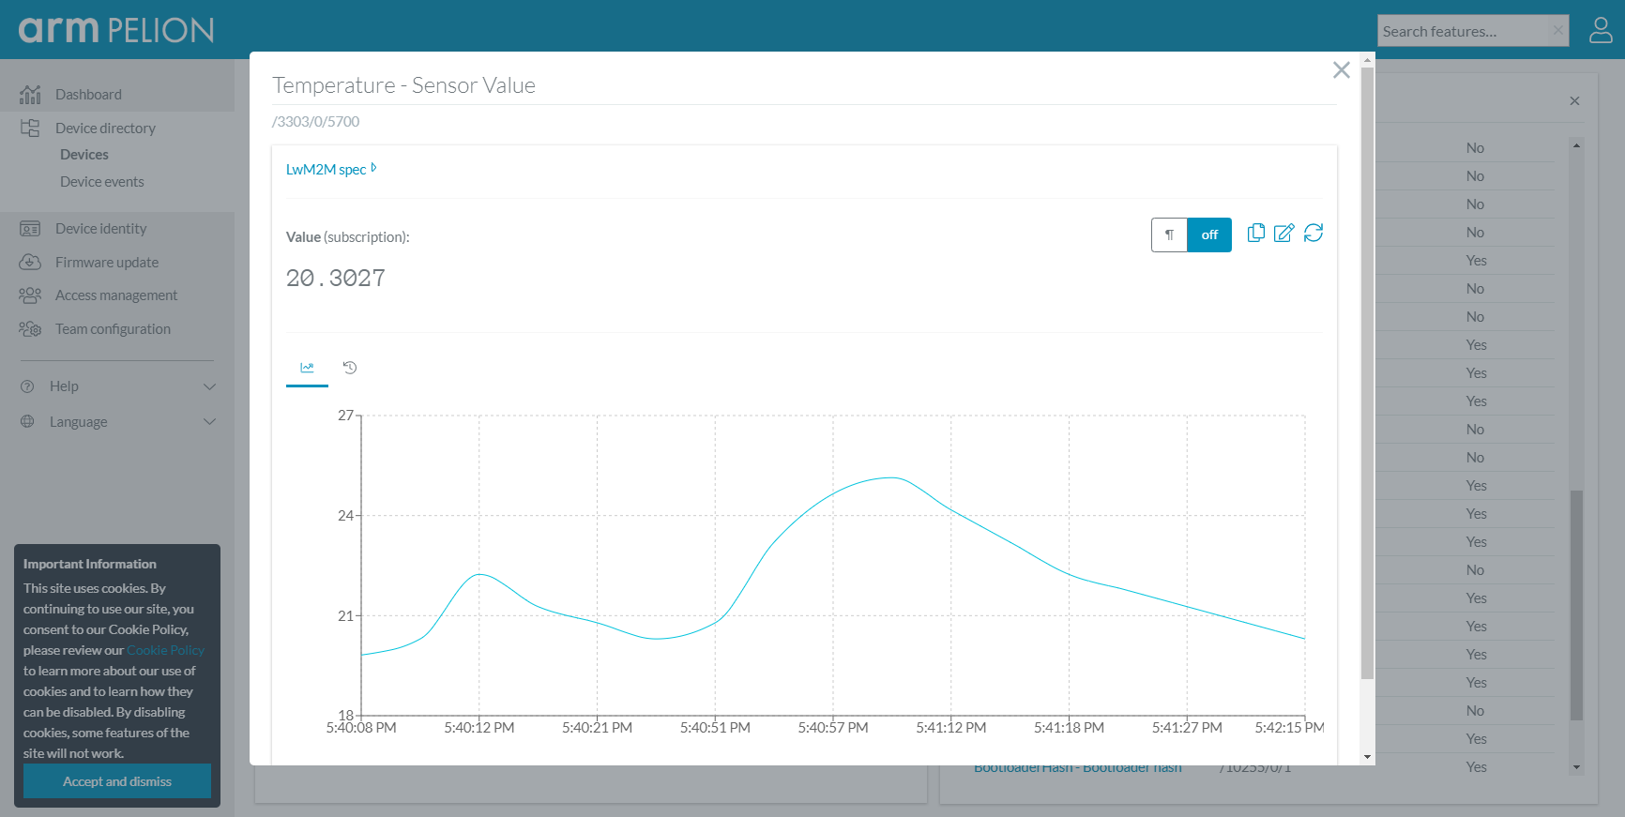 arm PELION
Search features...
Dashboard
Device directory
Devices
Device events
Device identity
Firmware update
Access management
Team configuration
Help
Language
Important Information
This site uses cookies. By
continuing to use our site, you
consent to our Cookie Policy,
please review our Cookie Policy
to learn more about our use of
cookies and to learn how they
can be disabled. By disabling
cookies, some features of the
site will not work.
Accept and dismiss
Temperature - Sensor Value
/3303/0/5700
LwM2M spec
Value (subscription):
¶ off
20.3027
27
24
21
18
5:40:08 PM 5:40:12 PM 5:40:21 PM 5:40:51 PM 5:40:57 PM 5:41:12 PM 5:41:18 PM 5:41:27 PM 5:42:15 PM
No
No
No
No
Yes
No
No
Yes
Yes
Yes
No
No
Yes
Yes
Yes
No
Yes
Yes
Yes
Yes
No
Yes
BootloaderHash - Bootloader hash /10255/0/1 Yes